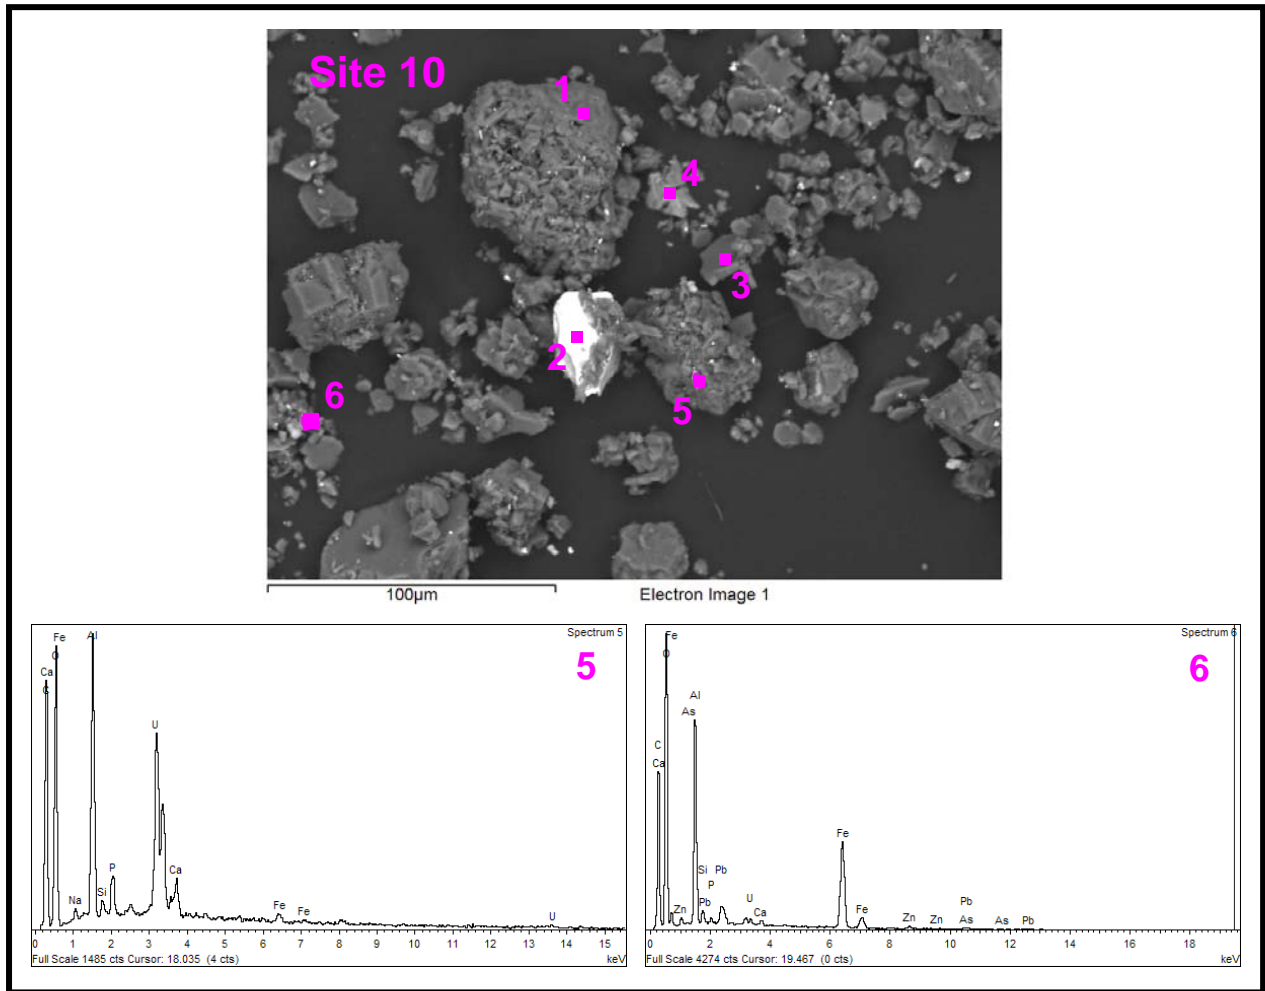 Site 10
1
4
3
2
6
5
100µm
Electron Image 1
Spectrum 5
5
Fe
Al
O
Ca
C
U
P
Ca
Na
Si
Fe
Fe
U
0 1 2 3 4 5 6 7 8 9 10 11 12 13 14 15
Full Scale 1485 cts Cursor: 18.035 (4 cts)
keV
Spectrum 6
6
Fe
O
Al
As
C
Ca
Fe
Si
Pb
P
U
Pb
Zn
Ca
Fe
Zn
Zn
Pb
As
As
Pb
0 2 4 6 8 10 12 14 16 18
Full Scale 4274 cts Cursor: 19.467 (0 cts)
keV